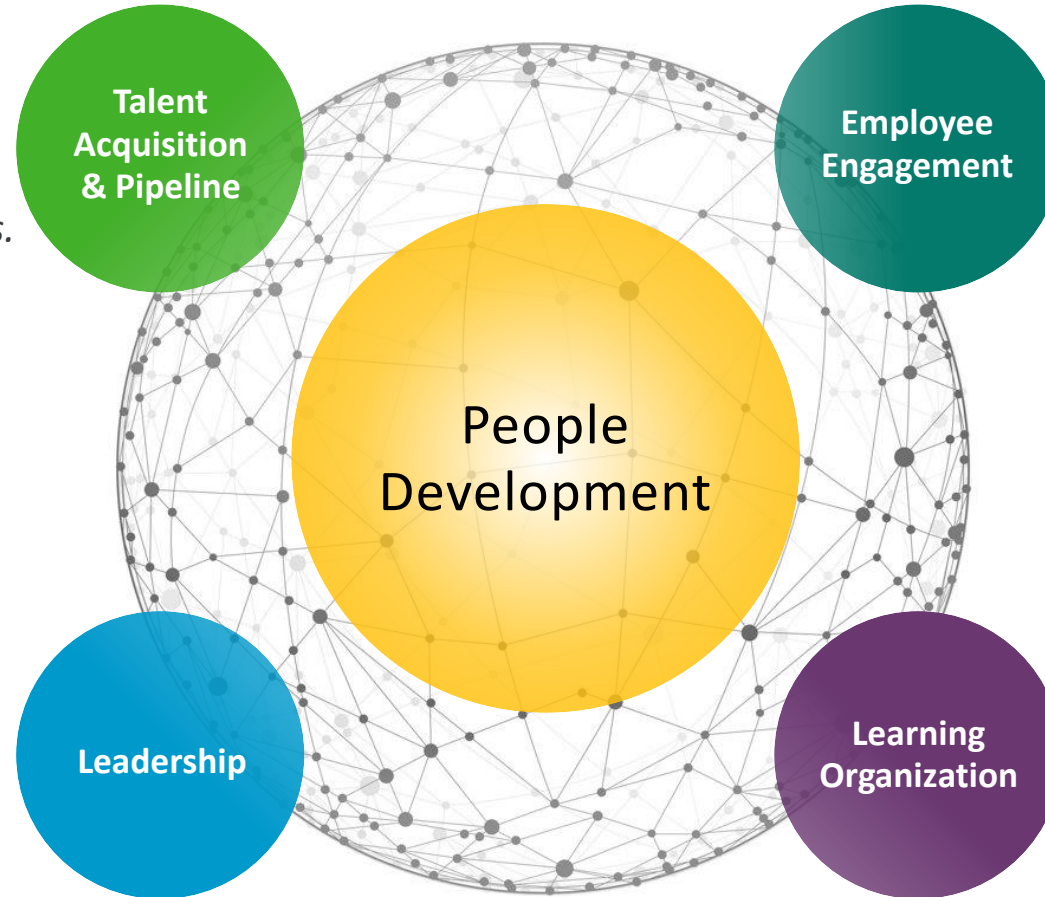 Talent
Acquisition
& Pipeline
Employee
Engagement
s.
People
Development
Leadership
Learning
Organization